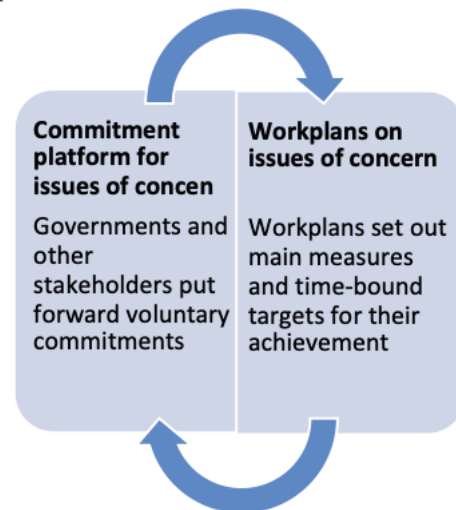 Commitment
platform for
issues of concen
Governments and
other
stakeholders put
forward voluntary
commitments
Workplans on
issues of concern
Workplans set out
main measures
and time-bound
targets for their
achievement